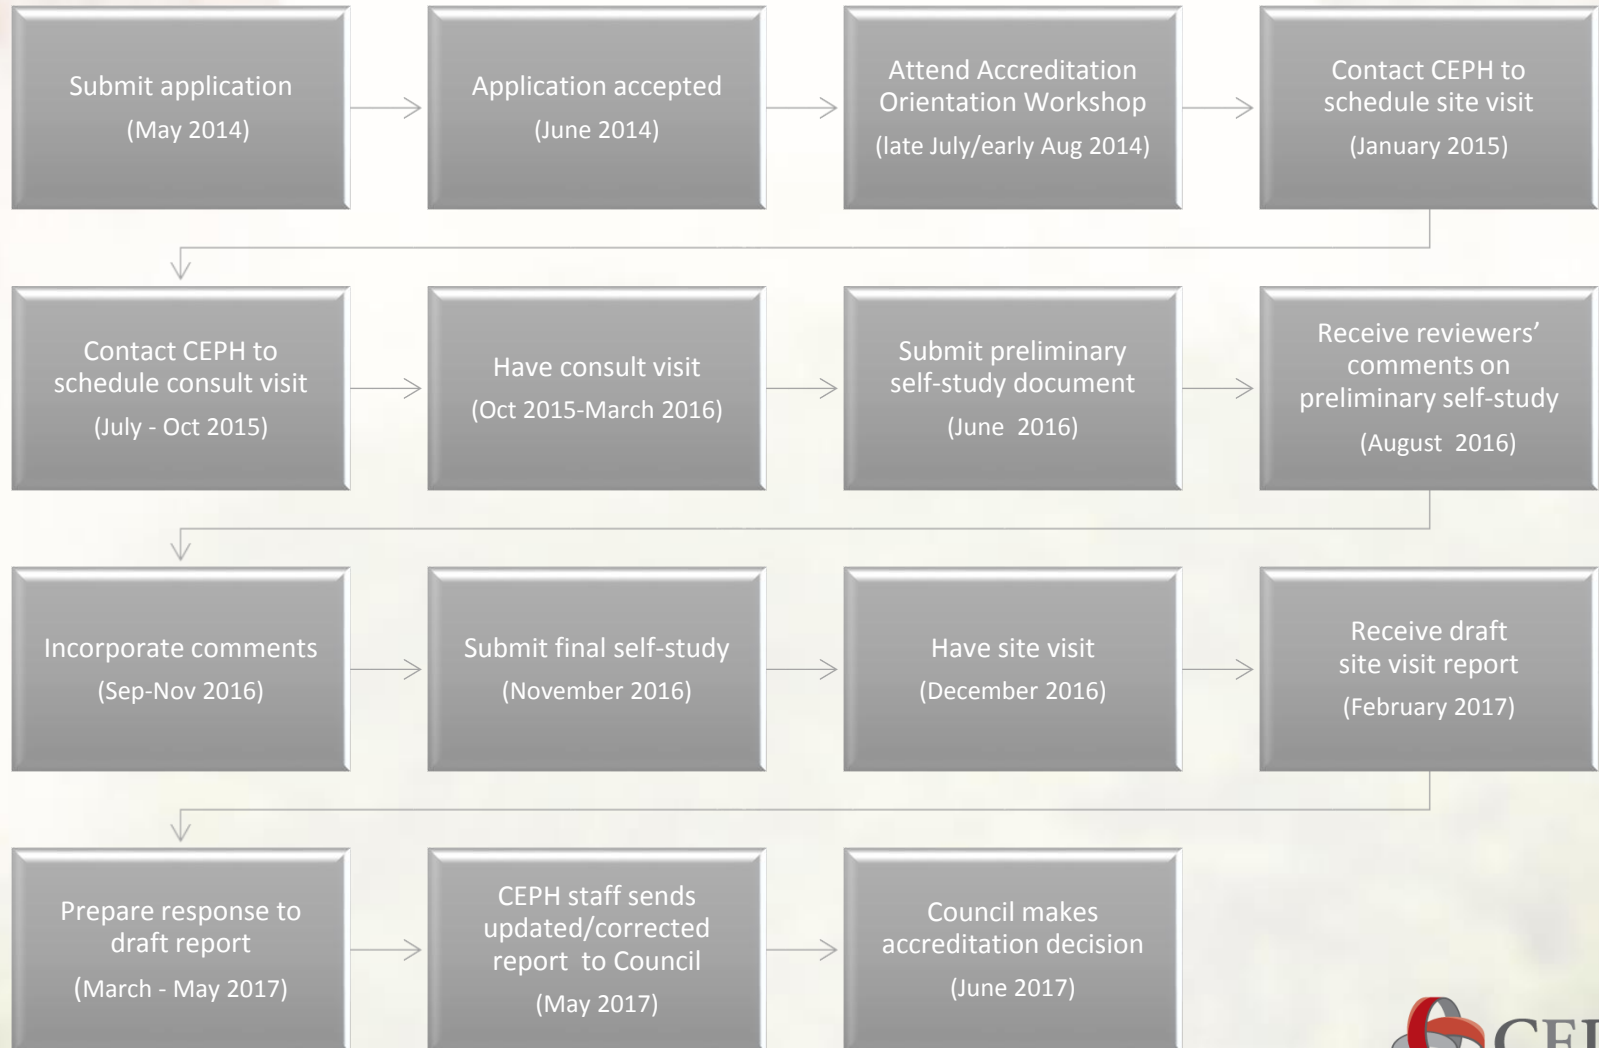 Submit application
(May 2014)
Application accepted
(June 2014)
Attend Accreditation
Orientation Workshop
(late July/early Aug 2014)
Contact CEPH to
schedule site visit
(January 2015)
Contact CEPH to
schedule consult visit
(July - Oct 2015)
Have consult visit
(Oct 2015-March 2016)
Submit preliminary
self-study document
(June  2016)
Receive reviewers’
comments on
preliminary self-study
(August  2016)
Incorporate comments
(Sep-Nov 2016)
Submit final self-study
(November 2016)
Have site visit
(December 2016)
Receive draft
site visit report
(February 2017)
Prepare response to
draft report
(March - May 2017)
CEPH staff sends
updated/corrected
report  to Council
(May 2017)
Council makes
accreditation decision
(June 2017)